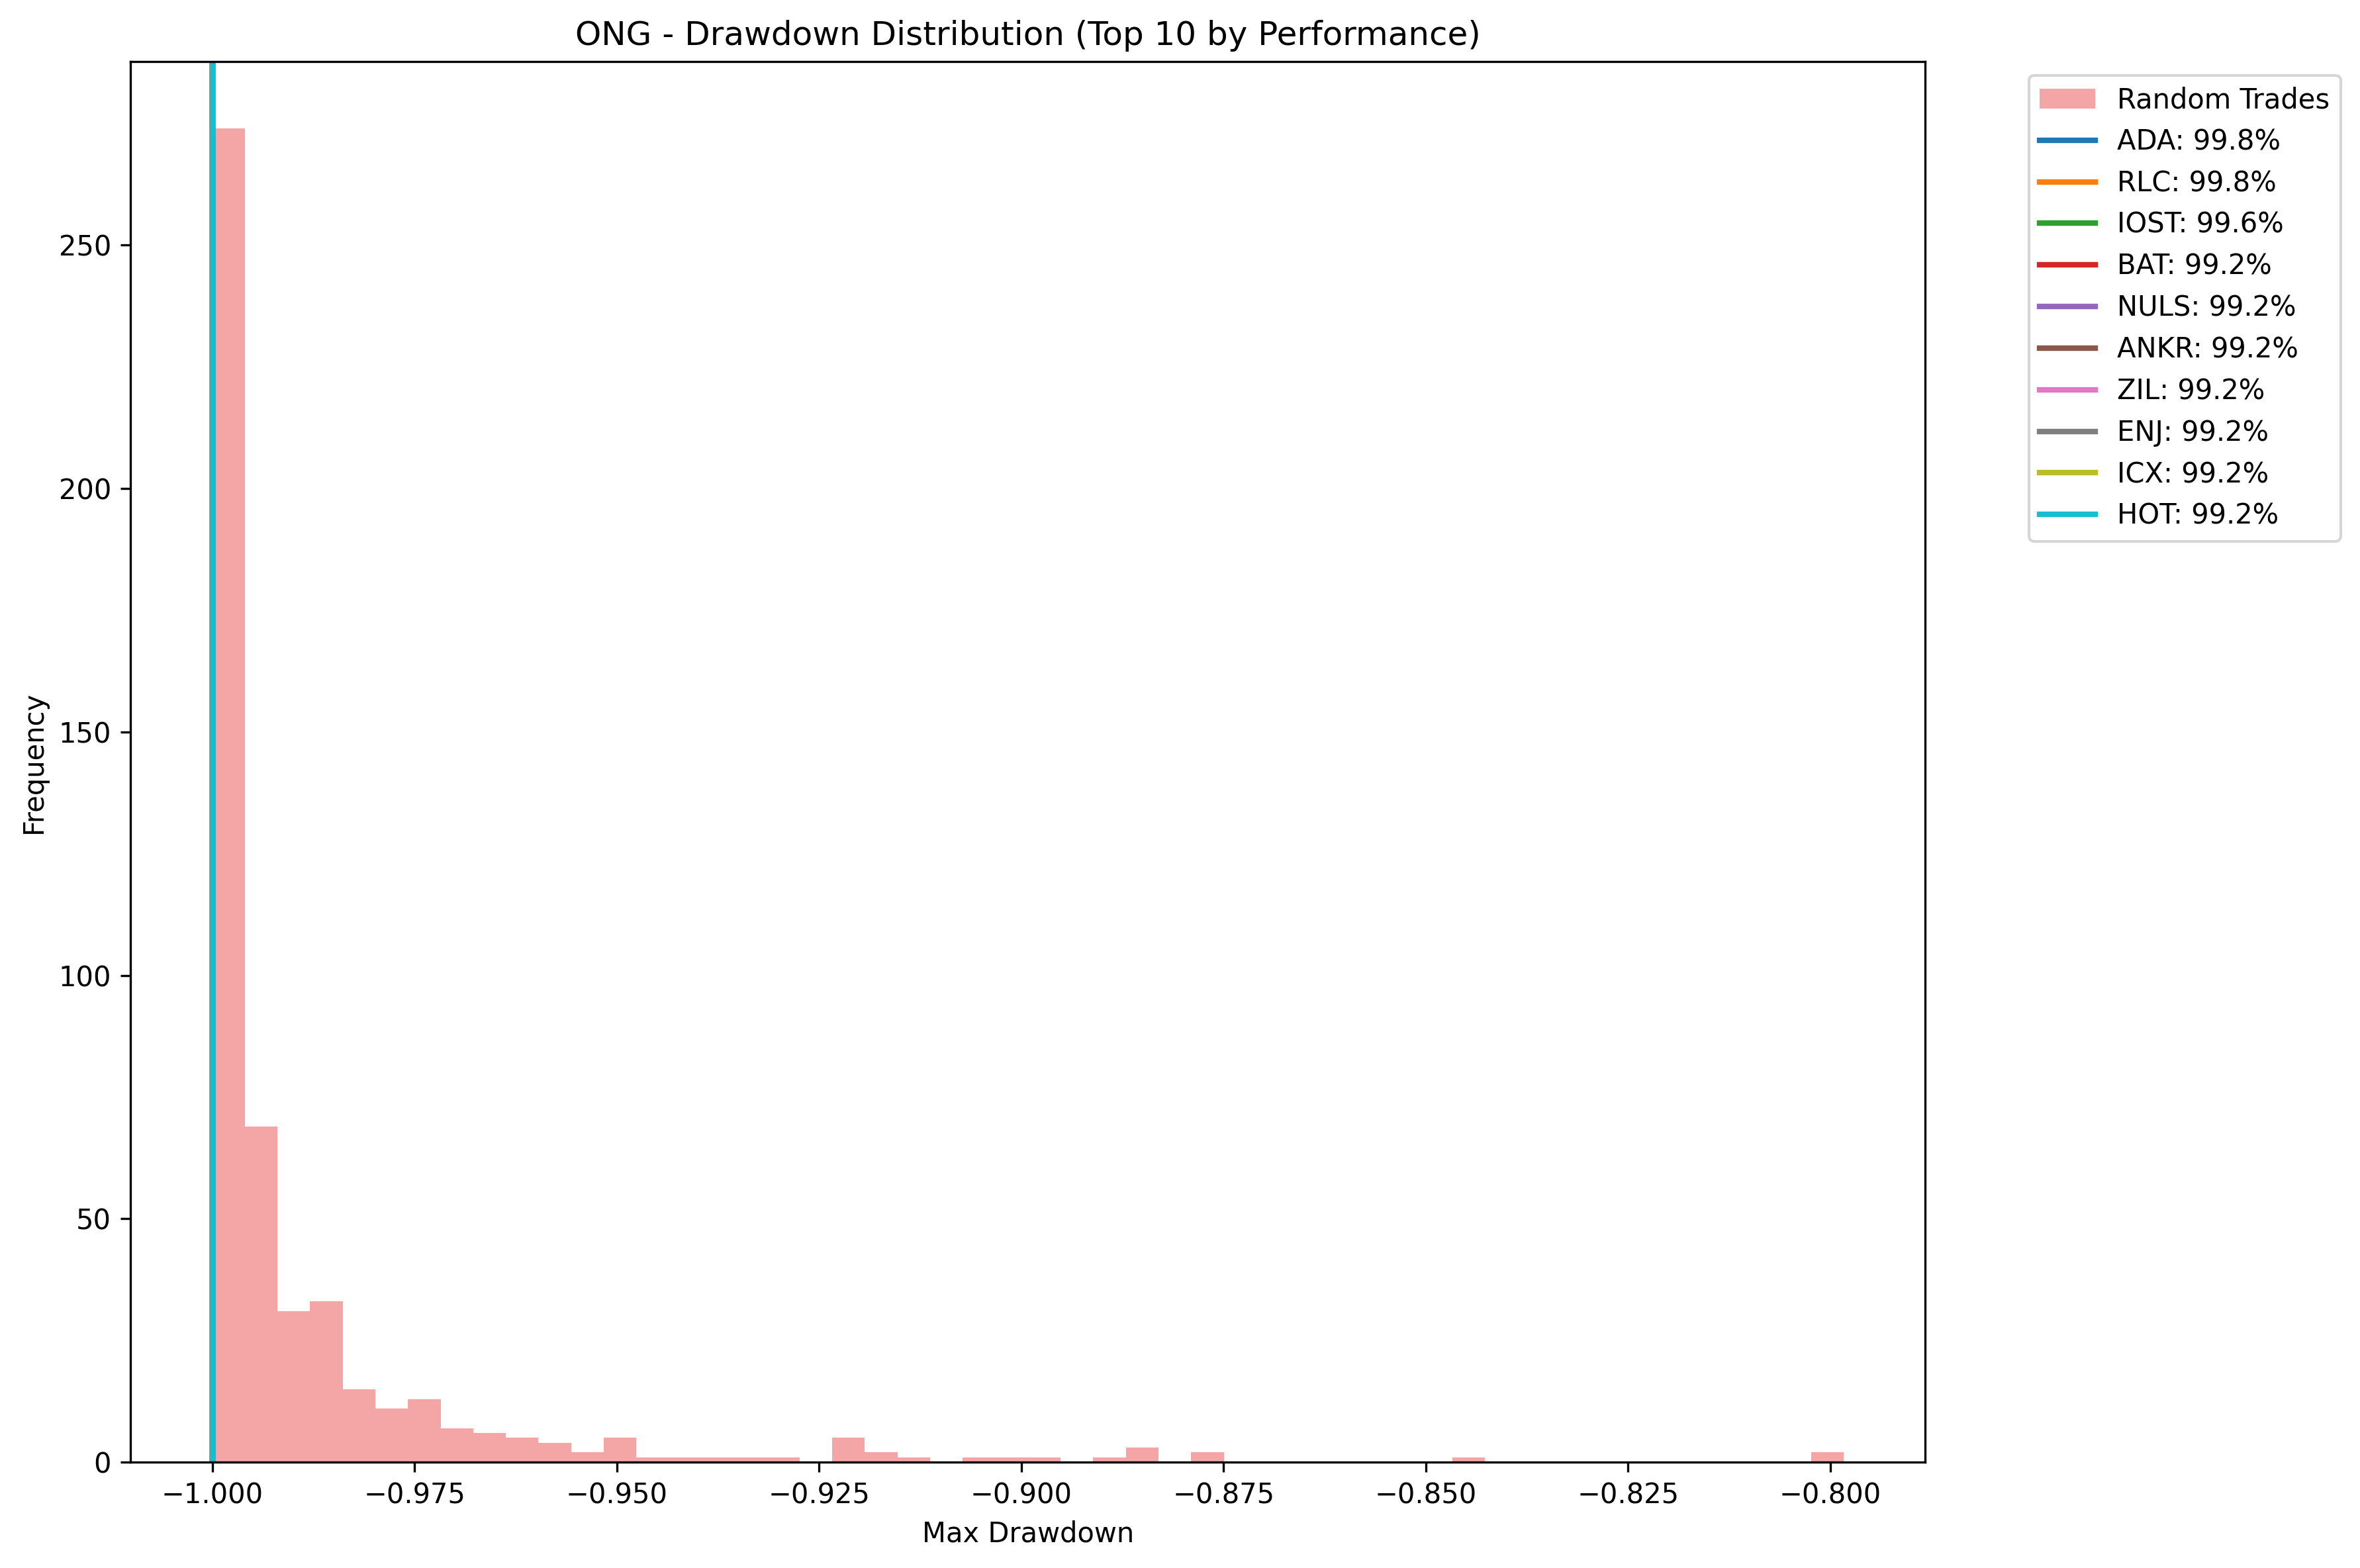 ONG - Drawdown Distribution (Top 10 by Performance)
Random Trades
ADA: 99.8%
RLC: 99.8%
IOST: 99.6%
BAT: 99.2%
NULS: 99.2%
ANKR: 99.2%
ZIL: 99.2%
ENJ: 99.2%
ICX: 99.2%
HOT: 99.2%
Frequency
250
200
150
100
50
0
−1.000 −0.975 −0.950 −0.925 −0.900 −0.875 −0.850 −0.825 −0.800
Max Drawdown